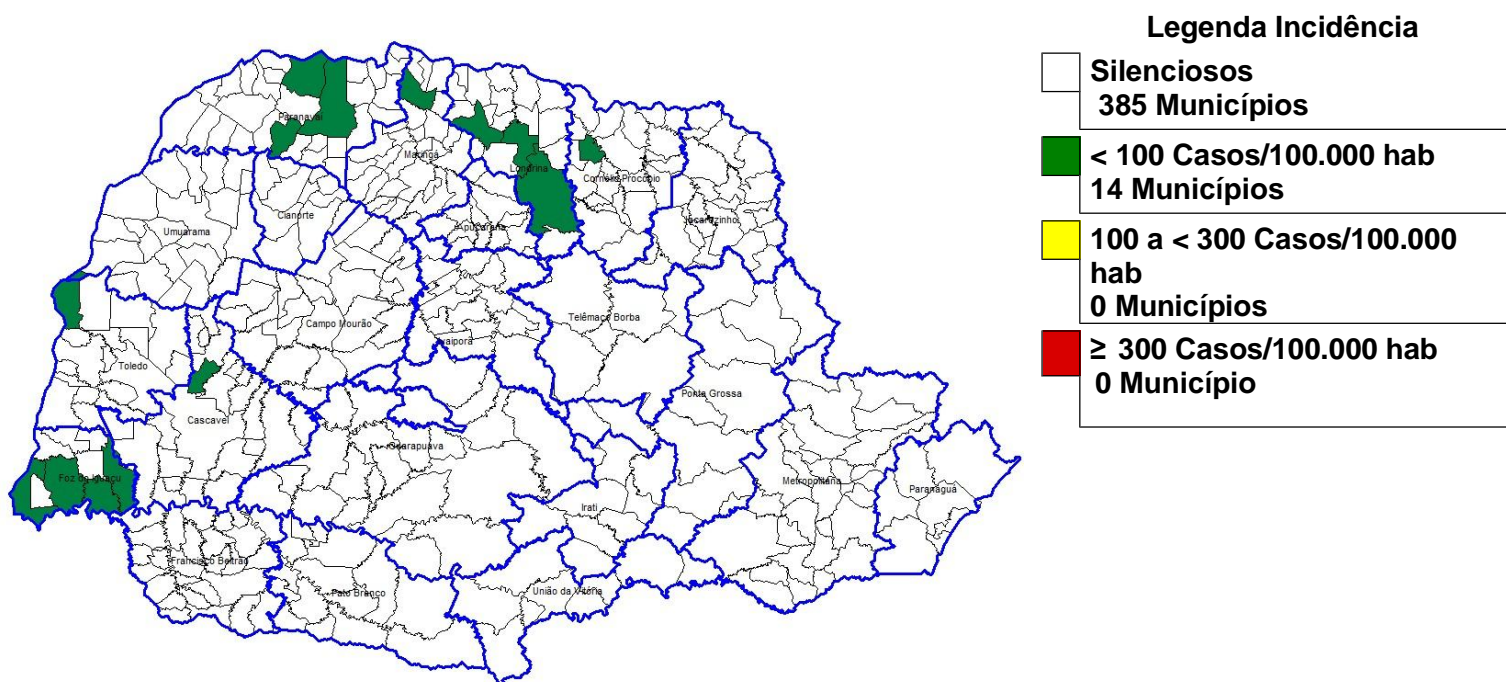 Legenda Incidência
Silenciosos
385 Municípios
< 100 Casos/100.000 hab
14 Municípios
100 a < 300 Casos/100.000
hab
0 Municípios
≥ 300 Casos/100.000 hab
0 Município
Paranavaí
Maringá
Londrina
Cornélio Procópio
Jacarezinho
Umuarama
Cianorte
Apucarana
Campo Mourão
Telêmaco Borba
Ivaiporã
Toledo
Cascavel
Ponta Grossa
Guarapuava
Foz do Iguaçu
Metropolitana
Paranaguá
Irati
Francisco Beltrão
Pato Branco
União da Vitória